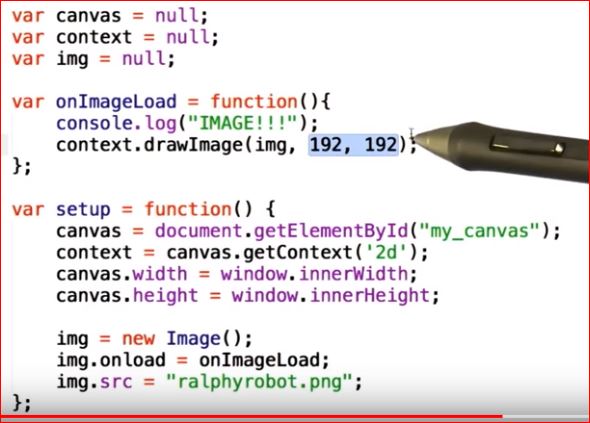 var canvas = null;
var context = null;
var img = null;
var onImageLoad = function(){
console.log("IMAGE!!!");
context.drawImage(img, 192, 192);
};
var setup = function() {
canvas = document.getElementById("my_canvas");
context = canvas.getContext('2d');
canvas.width = window.innerWidth;
canvas.height = window.innerHeight;
img = new Image();
img.onload = onImageLoad;
img.src = "ralphyrobot.png";
};